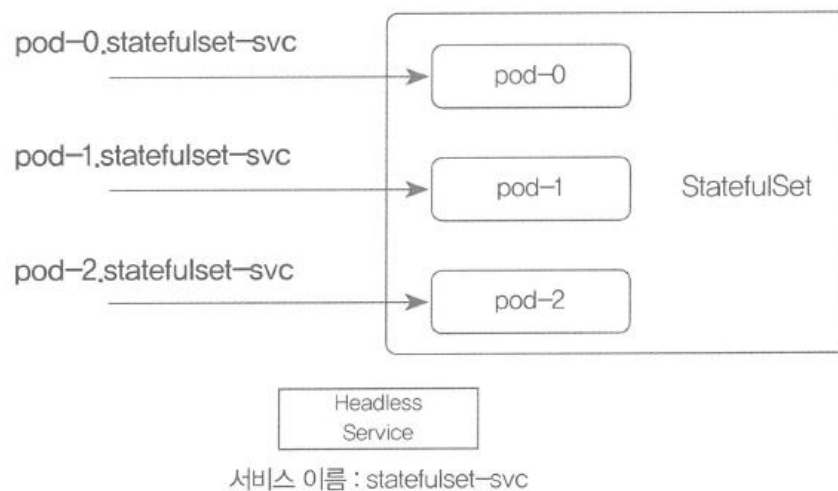 pod-0.statefulset-svc
pod-0
pod-1.statefulset-svc
pod-1
StatefulSet
pod-2.statefulset-svc
pod-2
Headless
Service
서비스 이름 : statefulset-svc